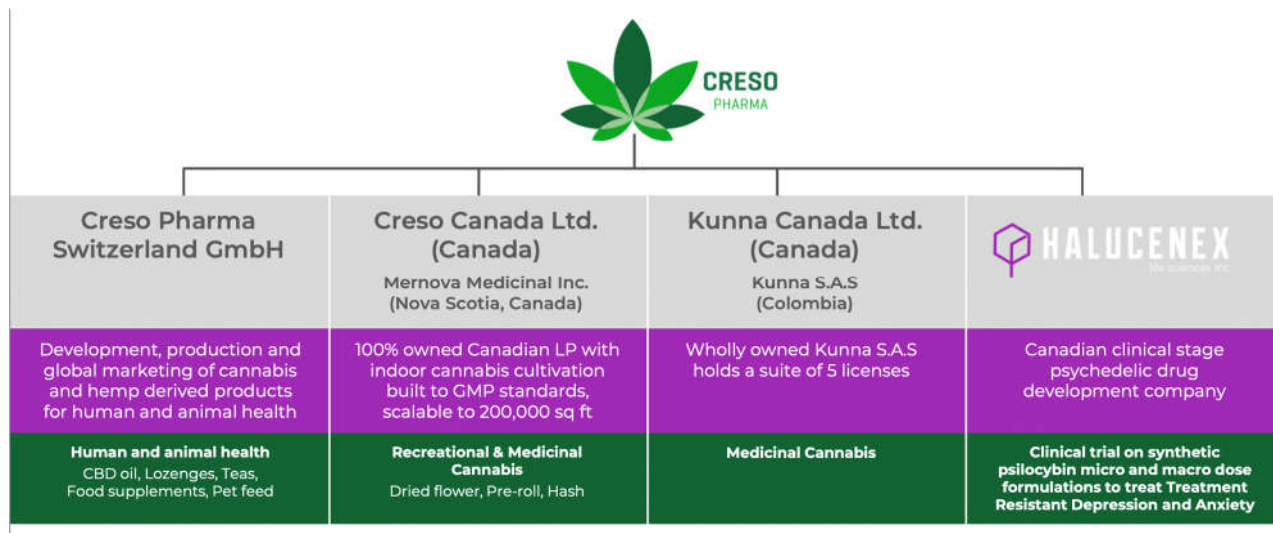 CRESO
PHARMA
Creso Pharma
Switzerland GmbH
Creso Canada Ltd.
(Canada)
Mernova Medicinal Inc.
(Nova Scotia, Canada)
Kunna Canada Ltd.
(Canada)
Kunna S.A.S
(Colombia)
HALUCENEX
life sciences inc.
Development, production and
global marketing of cannabis
and hemp derived products
for human and animal health
100% owned Canadian LP with
indoor cannabis cultivation
built to GMP standards,
scalable to 200,000 sq ft
Wholly owned Kunna S.A.S
holds a suite of 5 licenses
Canadian clinical stage
psychedelic drug
development company
Human and animal health
CBD oil, Lozenges, Teas,
Food supplements, Pet feed
Recreational & Medicinal
Cannabis
Dried flower, Pre-roll, Hash
Medicinal Cannabis
Clinical trial on synthetic
psilocybin micro and macro dose
formulations to treat Treatment
Resistant Depression and Anxiety